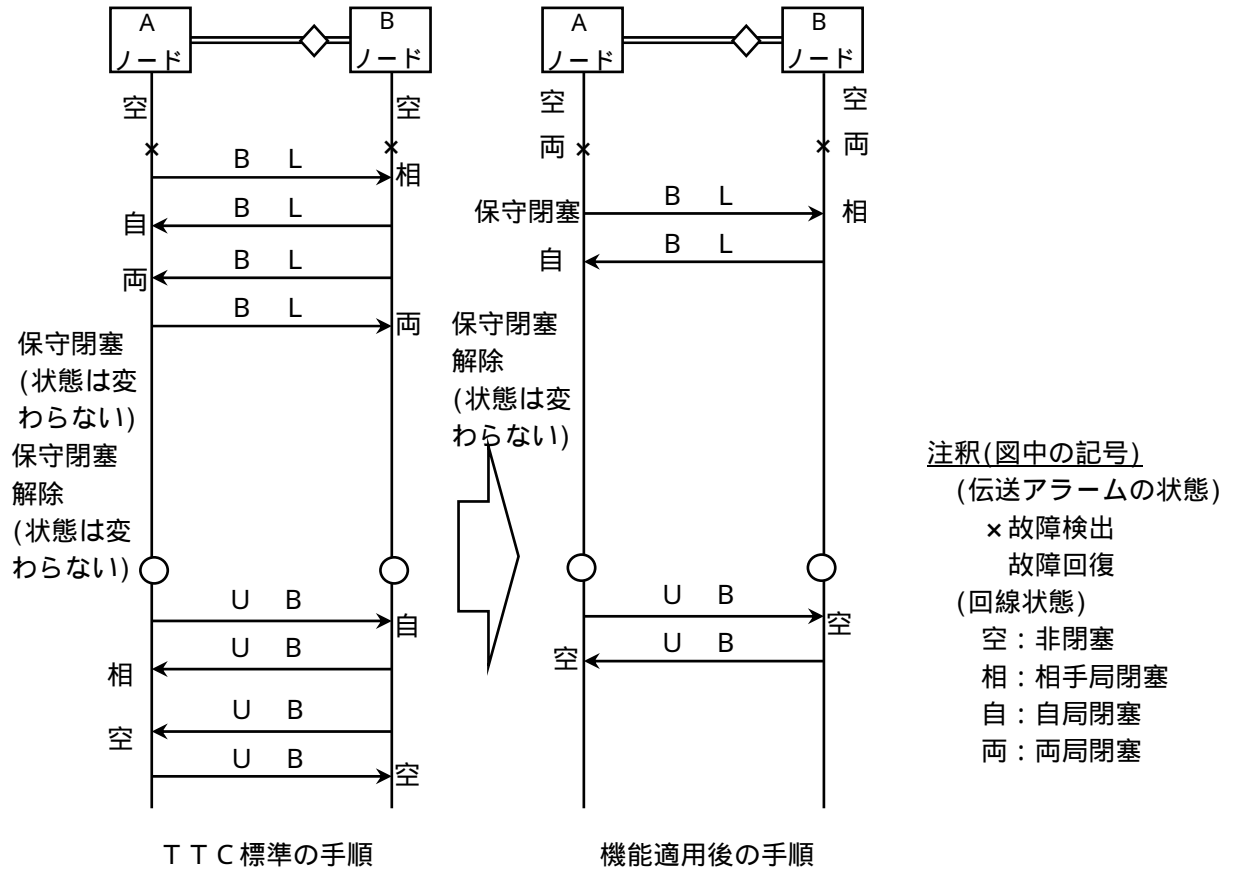 A
ノード
B
ノード
空
空
B L
相
B L
自
B L
両
B L
両
保守閉塞
(状態は変
わらない)
保守閉塞
解除
(状態は変
わらない)
U B
自
U B
相
U B
空
U B
空
TTC標準の手順
A
ノード
B
ノード
空
空
両
両
保守閉塞
B L
相
B L
自
保守閉塞
解除
(状態は変
わらない)
U B
空
U B
空
機能適用後の手順
注釈(図中の記号)
(伝送アラームの状態)
×故障検出
故障回復
(回線状態)
空:非閉塞
相:相手局閉塞
自:自局閉塞
両:両局閉塞